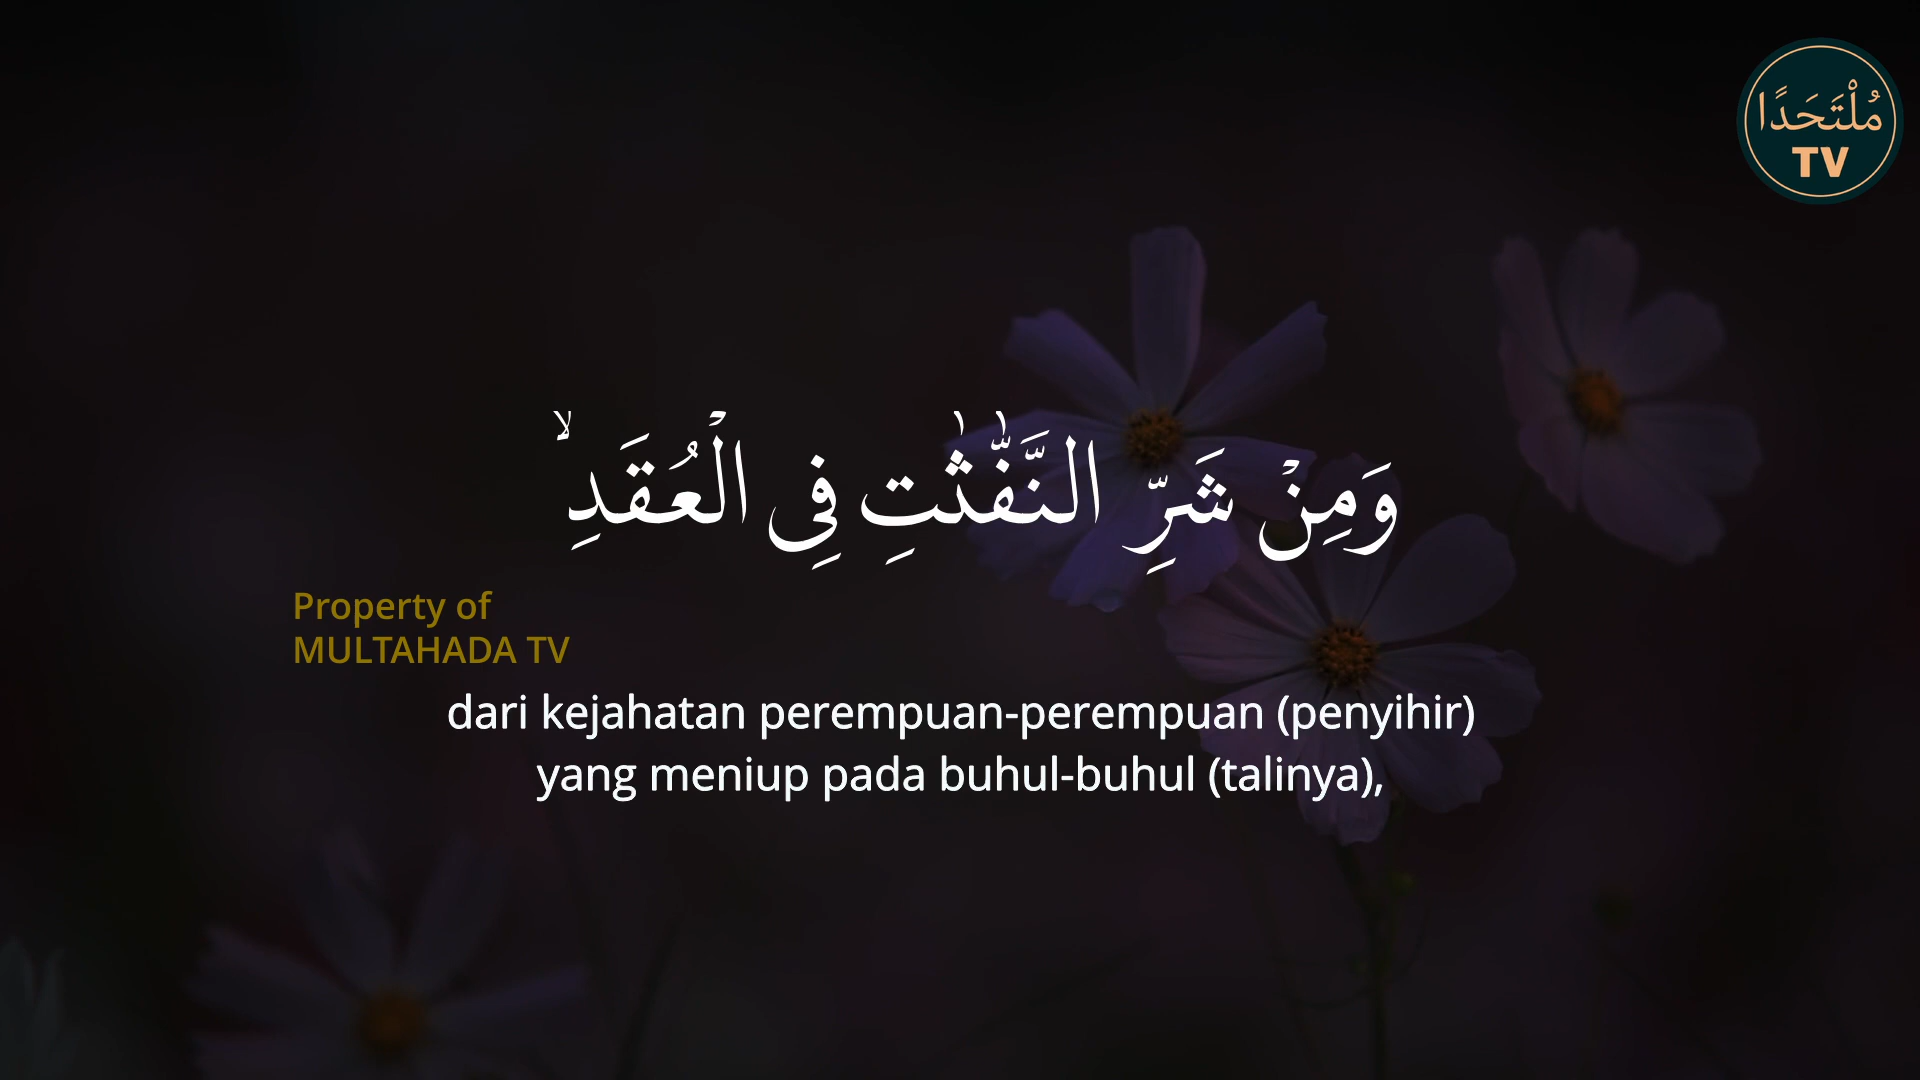 مُلْتَحَدًا
TV
وَمِنْ شَرِّ النَّفّٰثٰتِ فِى الْعُقَدِۙ
Property of
MULTAHADA TV
dari kejahatan perempuan-perempuan (penyihir)
yang meniup pada buhul-buhul (talinya),